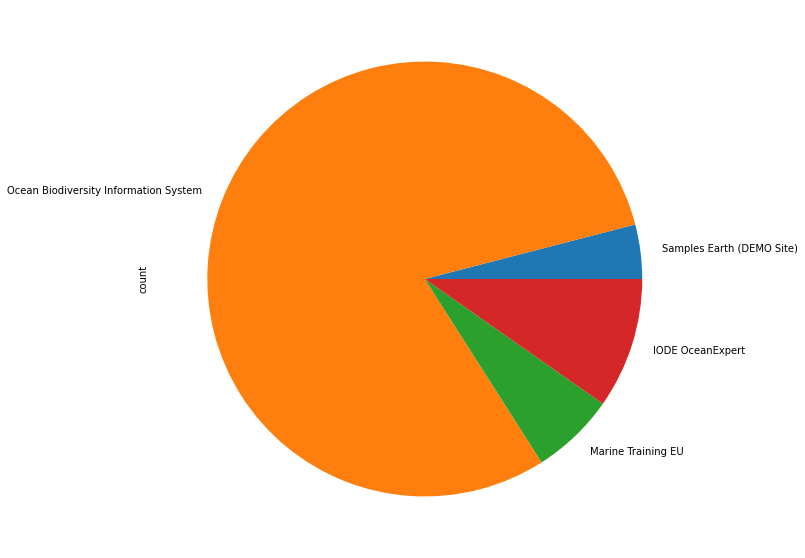 Ocean Biodiversity Information System
Samples Earth (DEMO Site)
count
IODE OceanExpert
Marine Training EU